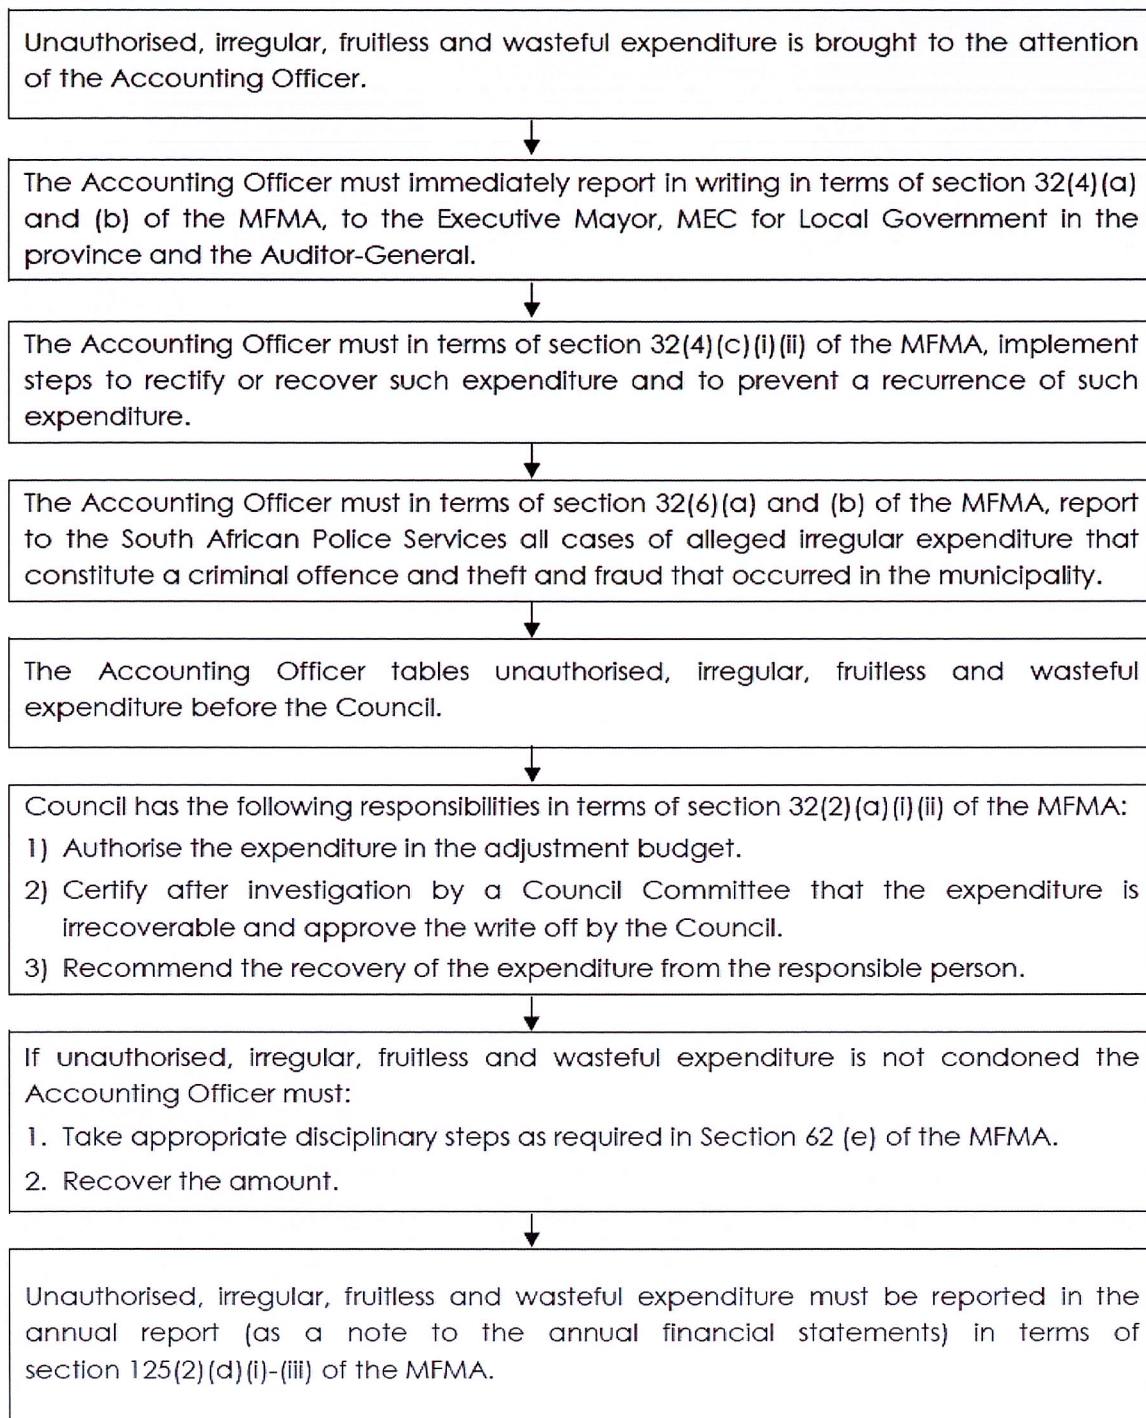 Unauthorised, irregular, fruitless and wasteful expenditure is brought to the attention
of the Accounting Officer.
The Accounting Officer must immediately report in writing in terms of section 32(4)(a)
and (b) of the MFMA, to the Executive Mayor, MEC for Local Government in the
province and the Auditor-General.
The Accounting Officer must in terms of section 32(4)(c)(i)(ii) of the MFMA, implement
steps to rectify or recover such expenditure and to prevent a recurrence of such
expenditure.
The Accounting Officer must in terms of section 32(6)(a) and (b) of the MFMA, report
to the South African Police Services all cases of alleged irregular expenditure that
constitute a criminal offence and theft and fraud that occurred in the municipality.
The Accounting Officer tables unauthorised, irregular, fruitless and wasteful
expenditure before the Council.
Council has the following responsibilities in terms of section 32(2)(a)(i)(ii) of the MFMA:
1) Authorise the expenditure in the adjustment budget.
2) Certify after investigation by a Council Committee that the expenditure is
irrecoverable and approve the write off by the Council.
3) Recommend the recovery of the expenditure from the responsible person.
If unauthorised, irregular, fruitless and wasteful expenditure is not condoned the
Accounting Officer must:
1. Take appropriate disciplinary steps as required in Section 62 (e) of the MFMA.
2. Recover the amount.
Unauthorised, irregular, fruitless and wasteful expenditure must be reported in the
annual report (as a note to the annual financial statements) in terms of
section 125(2)(d)(i)-(iii) of the MFMA.